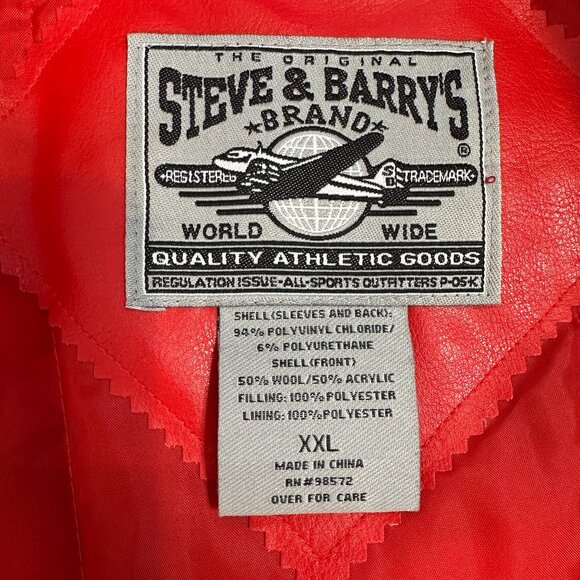 THE ORIGINAL
STEVE & BARRY'S
★BRAND★
®
REGISTERED TRADEMARK
WORLD WIDE
QUALITY ATHLETIC GOODS
REGULATION ISSUE-ALL-SPORTS OUTFITTERS P-05-K
SHELL(SLEEVES AND BACK):
94% POLYVINYL CHLORIDE/
6% POLYURETHANE
SHELL(FRONT)
50% WOOL/50% ACRYLIC
FILLING: 100% POLYESTER
LINING: 100% POLYESTER
XXL
MADE IN CHINA
RN#98572
OVER FOR CARE